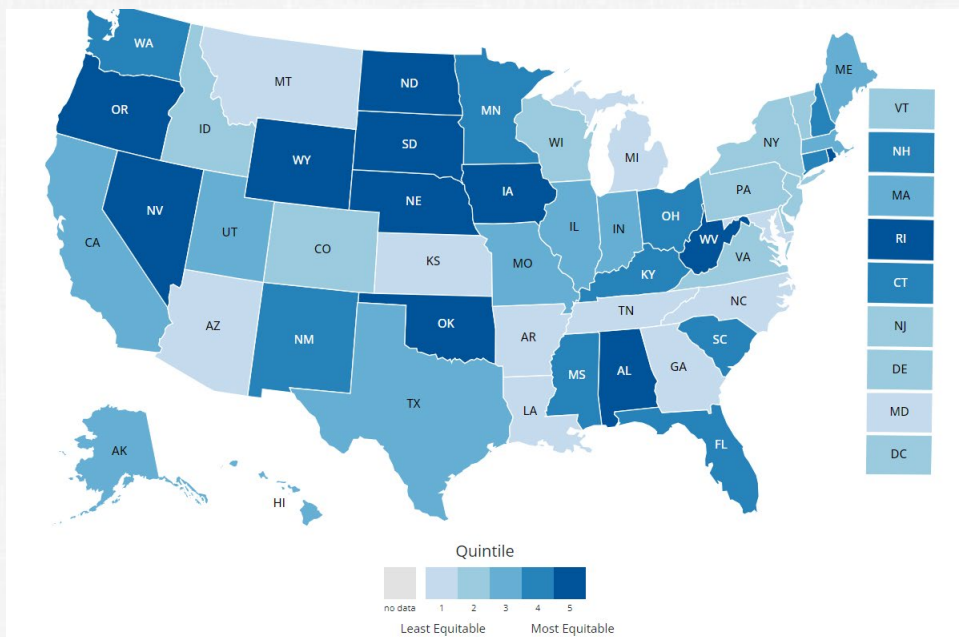 WA
MT
ND
MN
ME
VT
OR
ID
WI
NY
NH
SD
WY
MI
MA
IA
PA
NE
RI
NV
OH
IL
IN
WV
CA
UT
CO
VA
KS
MO
KY
CT
NC
TN
OK
AZ
NM
AR
SC
NJ
MS
AL
GA
DE
TX
LA
MD
FL
AK
DC
HI
Quintile
no data 1 2 3 4 5
Least Equitable Most Equitable